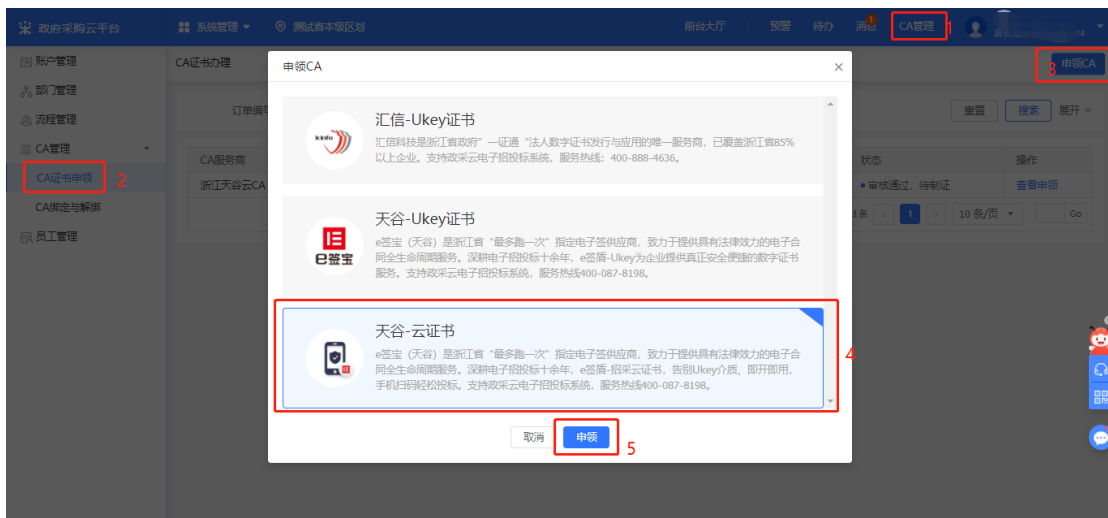 政府采购云平台
系统管理
测试省本级区划
前台大厅
预警
待办
消息
1
CA管理
1
账户管理
部门管理
流程管理
CA管理
CA证书申领
2
CA绑定与解绑
员工管理
CA证书办理
申领CA
3
订单编号
重置
搜索
展开
CA服务商
状态
操作
浙江天谷云CA
审核通过，待制证
查看申领
1条
1
10条/页
Go
申领CA
×
汇信-Ukey证书
汇信科技是浙江省政府"一证通"法人数字证书发行与应用的唯一服务商，已覆盖浙江省85%
以上企业。支持政采云电子招投标系统，服务热线：400-888-4636。
天谷-Ukey证书
e签宝（天谷）是浙江省“最多跑一次”指定电子签供应商，致力于提供具有法律效力的电子合
同全生命周期服务。深耕电子招投标十余年，e签盾-Ukey为企业提供真正安全便捷的数字证书
服务。支持政采云电子招投标系统，服务热线400-087-8198。
e签宝
天谷-云证书
e签宝（天谷）是浙江省“最多跑一次”指定电子签供应商，致力于提供具有法律效力的电子合
同全生命周期服务。深耕电子招投标十余年，e签盾-招采云证书，告别Ukey介质、即开即用，
手机扫码轻松投标。支持政采云电子招投标系统，服务热线400-087-8198。
4
取消
申领
5